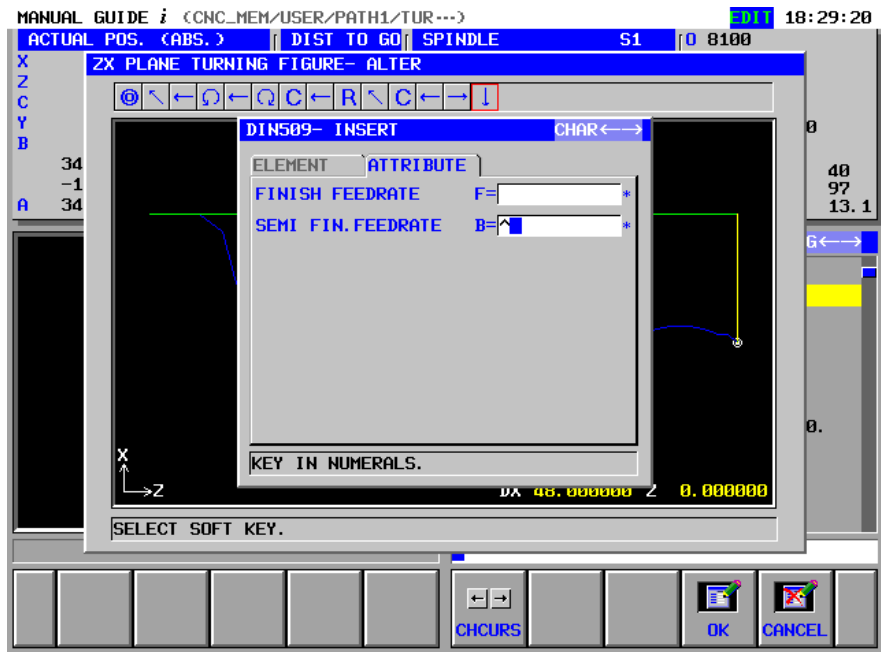 MANUAL GUIDE i (CNC_MEM/USER/PATH1/TUR···) EDIT 18:29:20
ACTUAL POS. (ABS.) DIST TO GO SPINDLE S1 O 8100
X
Z
C
Y
B
34
-1
A 34
0
40
97
13.1
ZX PLANE TURNING FIGURE- ALTER
C ← R ↖ C ← → ↓
DIN509- INSERT CHAR←→
ELEMENT ATTRIBUTE
FINISH FEEDRATE F= *
SEMI FIN.FEEDRATE B=^ *
G←→
0.
KEY IN NUMERALS.
X
Z
DX 48.000000 Z 0.000000
SELECT SOFT KEY.
← →
CHCURS OK CANCEL